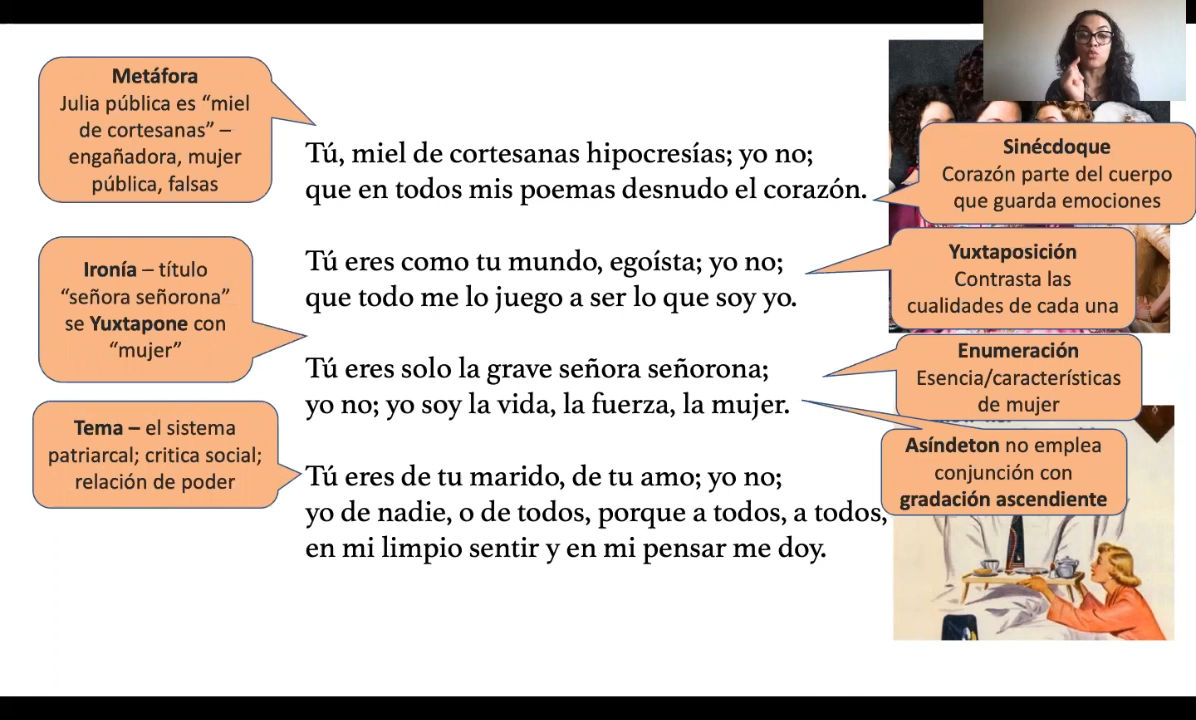 Metáfora
Julia pública es “miel
de cortesanas” –
engañadora, mujer
pública, falsas
Ironía – título
“señora señorona”
se Yuxtapone con
“mujer”
Tema – el sistema
patriarcal; critica social;
relación de poder
Tú, miel de cortesanas hipocresías; yo no;
que en todos mis poemas desnudo el corazón.
Tú eres como tu mundo, egoísta; yo no;
que todo me lo juego a ser lo que soy yo.
Tú eres solo la grave señora señorona;
yo no; yo soy la vida, la fuerza, la mujer.
Tú eres de tu marido, de tu amo; yo no;
yo de nadie, o de todos, porque a todos, a todos,
en mi limpio sentir y en mi pensar me doy.
Sinécdoque
Corazón parte del cuerpo
que guarda emociones
Yuxtaposición
Contrasta las
cualidades de cada una
Enumeración
Esencia/características
de mujer
Asíndeton no emplea
conjunción con
gradación ascendiente